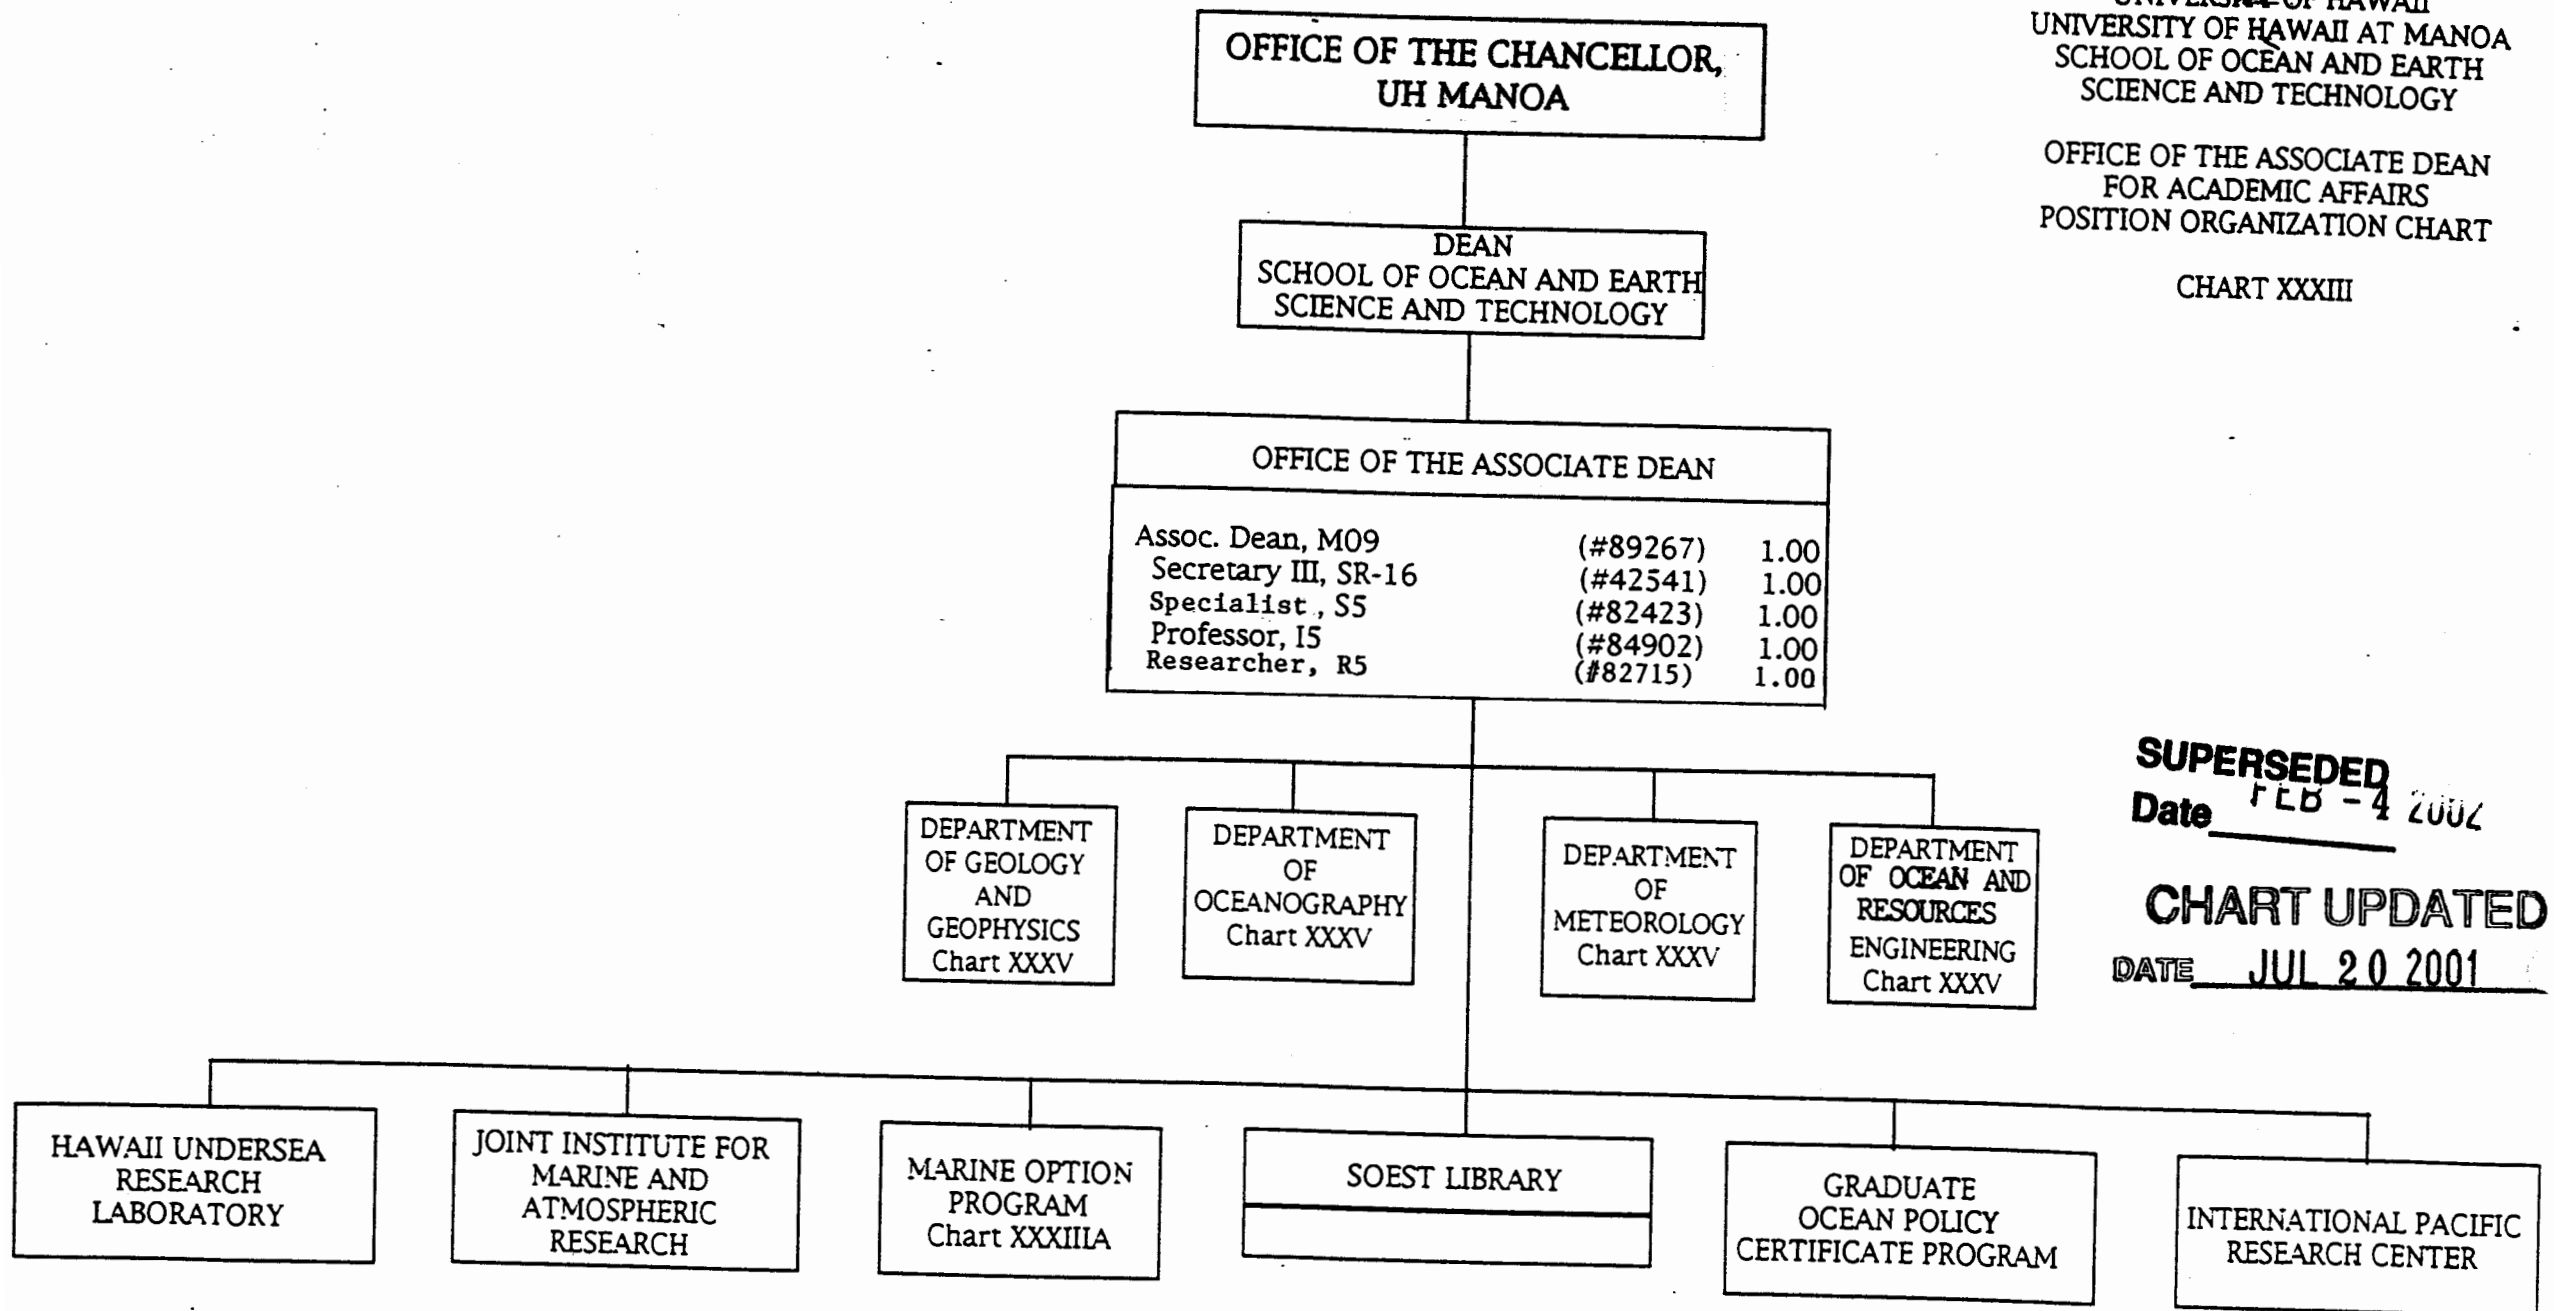 UNIVERSITY OF HAWAII
UNIVERSITY OF HAWAII AT MANOA
SCHOOL OF OCEAN AND EARTH
SCIENCE AND TECHNOLOGY
OFFICE OF THE ASSOCIATE DEAN
FOR ACADEMIC AFFAIRS
POSITION ORGANIZATION CHART
CHART XXXIII
OFFICE OF THE CHANCELLOR,
UH MANOA
DEAN
SCHOOL OF OCEAN AND EARTH
SCIENCE AND TECHNOLOGY
OFFICE OF THE ASSOCIATE DEAN
Assoc. Dean, M09 (#89267) 1.00
Secretary III, SR-16 (#42541) 1.00
Specialist, S5 (#82423) 1.00
Professor, I5 (#84902) 1.00
Researcher, R5 (#82715) 1.00
SUPERSEDED
Date FEB - 4 2002
CHART UPDATED
DATE JUL 20 2001
DEPARTMENT
OF GEOLOGY
AND
GEOPHYSICS
Chart XXXV
DEPARTMENT
OF
OCEANOGRAPHY
Chart XXXV
DEPARTMENT
OF
METEOROLOGY
Chart XXXV
DEPARTMENT
OF OCEAN AND
RESOURCES
ENGINEERING
Chart XXXV
HAWAII UNDERSEA
RESEARCH
LABORATORY
JOINT INSTITUTE FOR
MARINE AND
ATMOSPHERIC
RESEARCH
MARINE OPTION
PROGRAM
Chart XXXIIIA
SOEST LIBRARY
GRADUATE
OCEAN POLICY
CERTIFICATE PROGRAM
INTERNATIONAL PACIFIC
RESEARCH CENTER